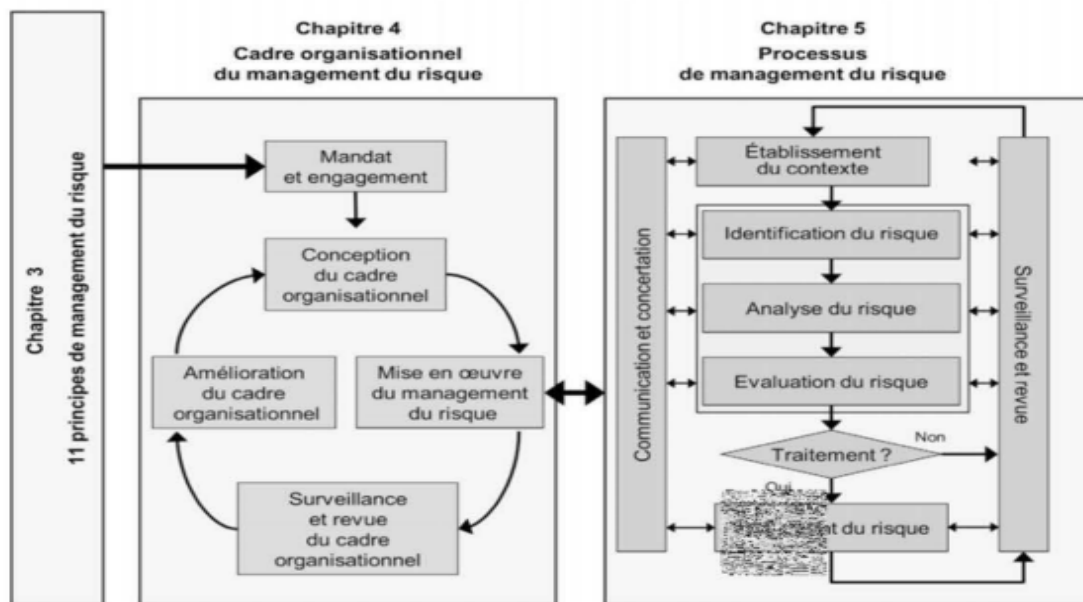 Chapitre 3
11 principes de management du risque
Chapitre 4
Cadre organisationnel
du management du risque
Mandat
et engagement
Conception
du cadre
organisationnel
Amélioration
du cadre
organisationnel
Mise en œuvre
du management
du risque
Surveillance
et revue
du cadre
organisationnel
Chapitre 5
Processus
de management du risque
Communication et concertation
Établissement
du contexte
Identification du risque
Analyse du risque
Evaluation du risque
Traitement ?
Non
Oui
du risque
Surveillance et revue